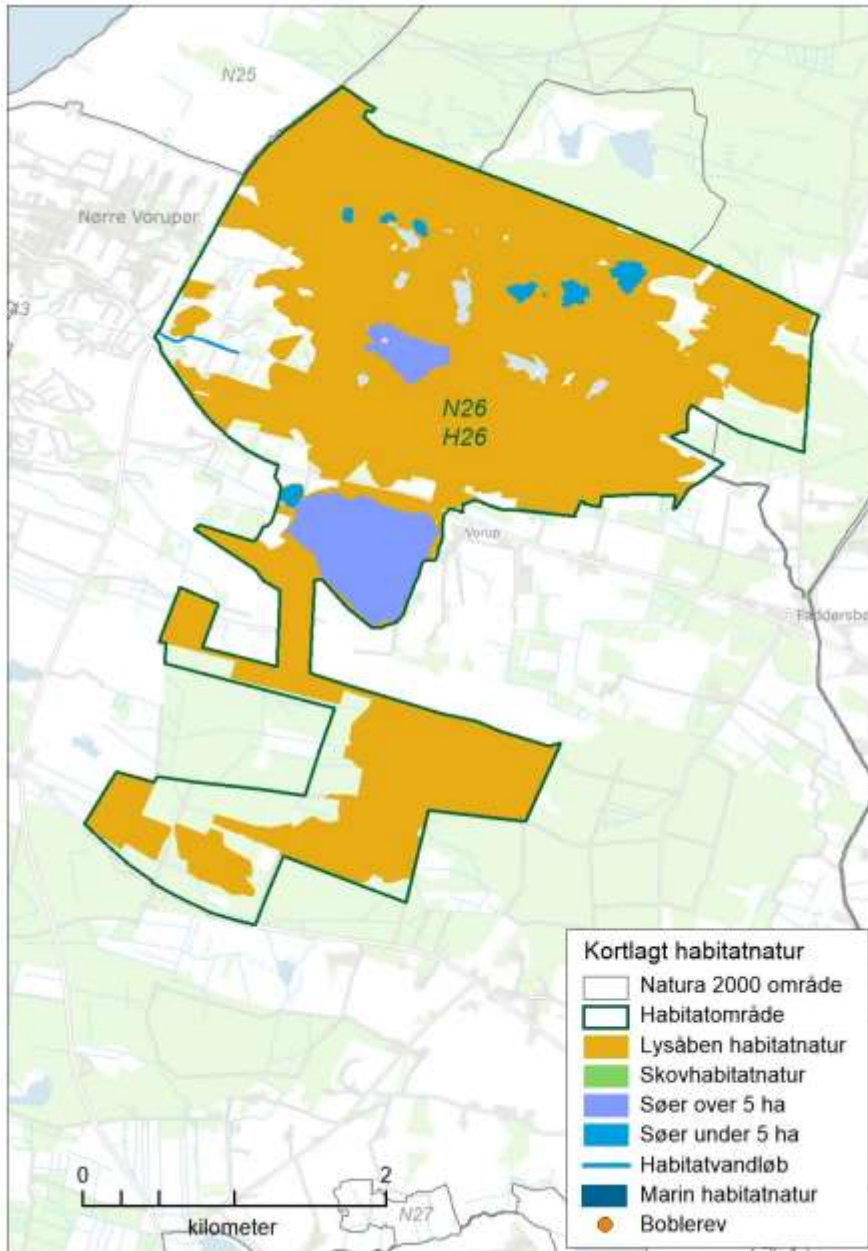 N25
Nørre Vorupør
43
N26
H26
Vorup
Kortlagt habitatnatur
Natura 2000 område
Habitatområde
Lysåben habitatnatur
Skovhabitatnatur
Søer over 5 ha
Søer under 5 ha
Habitatvandløb
Marin habitatnatur
Boblerev
0
2
kilometer
N27